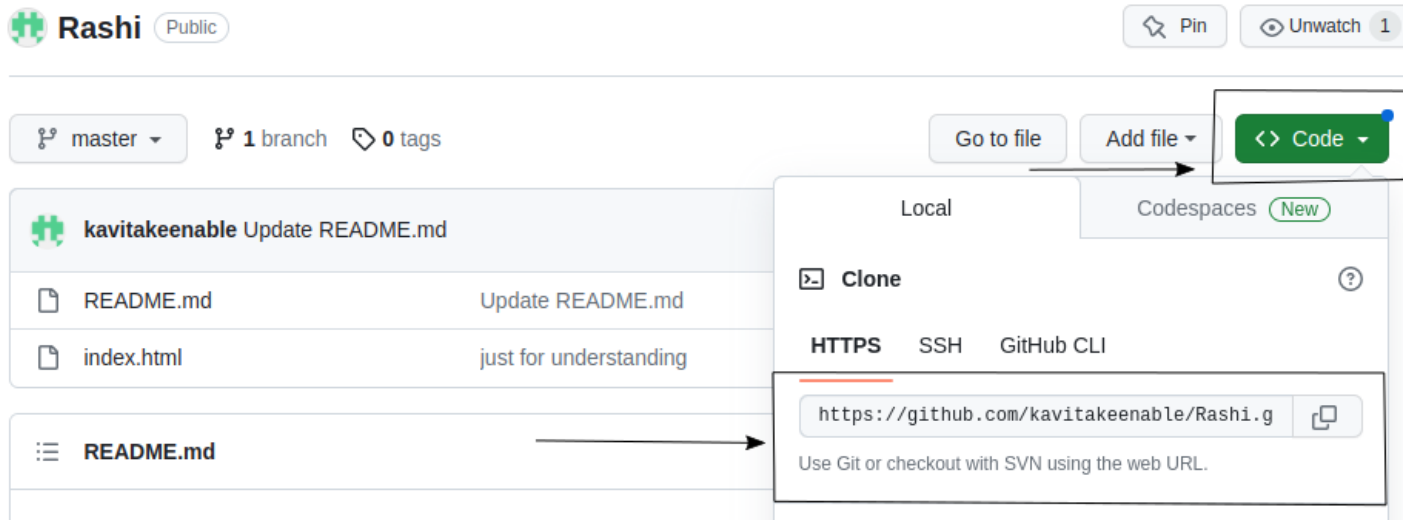 Rashi Public Pin Unwatch 1
master 1 branch 0 tags Go to file Add file Code
Local Codespaces New
kavitakeenable Update README.md
Clone
README.md Update README.md
HTTPS SSH GitHub CLI
index.html just for understanding
https://github.com/kavitakeenable/Rashi.g
README.md
Use Git or checkout with SVN using the web URL.